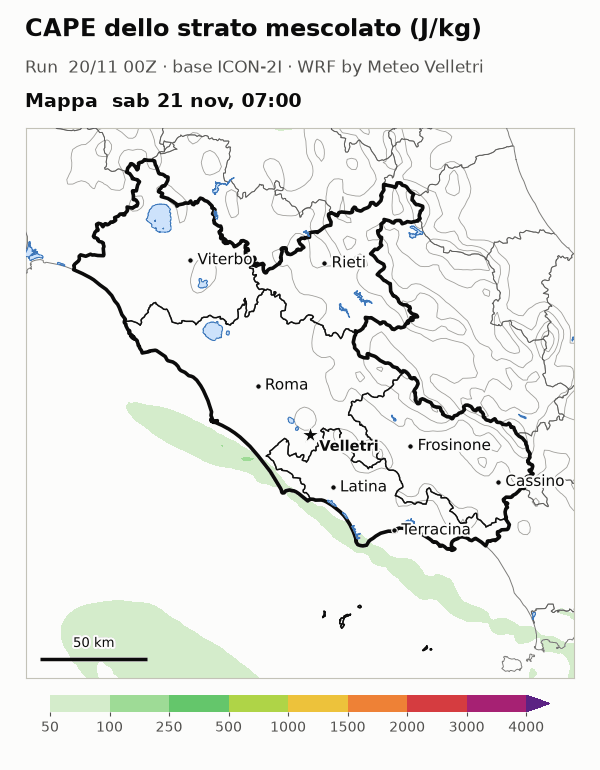 CAPE dello strato mescolato (J/kg)
Run  20/11 00Z · base ICON-2I · WRF by Meteo Velletri
Mappa  sab 21 nov, 07:00
Viterbo
Rieti
Roma
Velletri
Frosinone
Cassino
Latina
Terracina
50 km
50 100 250 500 1000 1500 2000 3000 4000